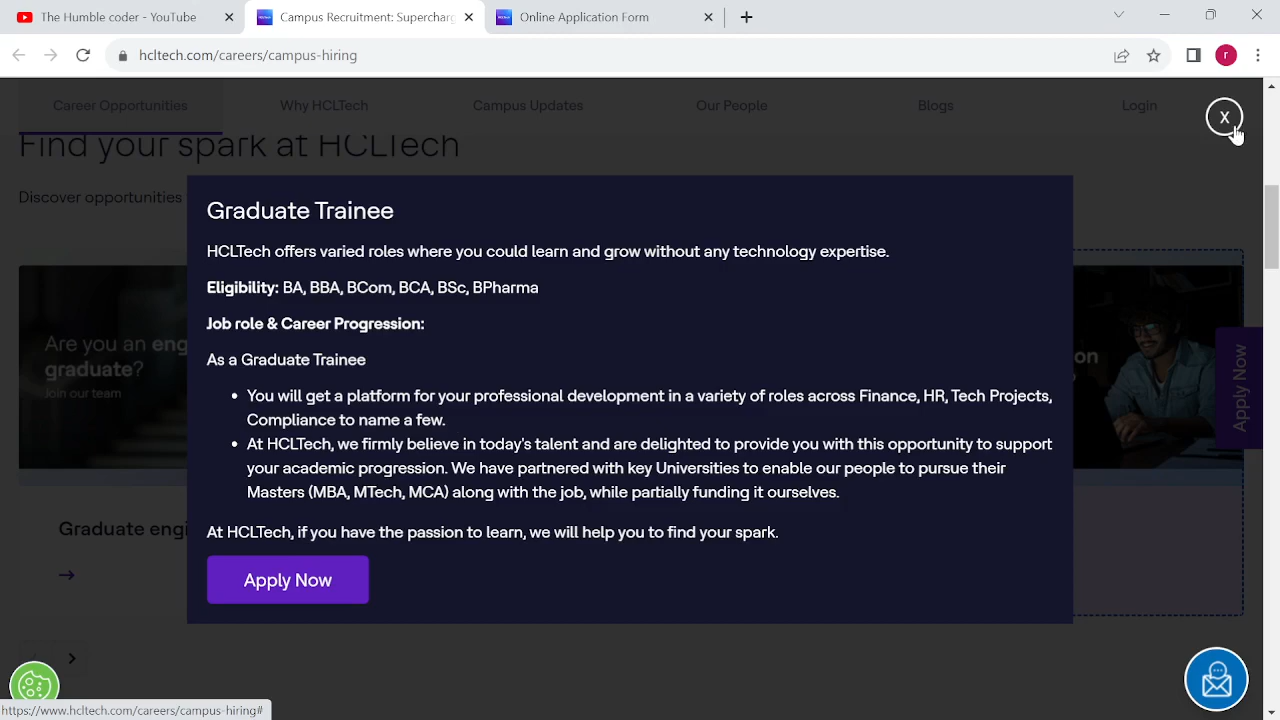 The Humble coder - YouTube
Campus Recruitment: Supercharg
Online Application Form
hcltech.com/careers/campus-hiring
r
Career Opportunities
Why HCLTech
Campus Updates
Our People
Blogs
Login
X
Find your spark at HCLTech
Discover opportunities
Graduate Trainee
HCLTech offers varied roles where you could learn and grow without any technology expertise.
Eligibility: BA, BBA, BCom, BCA, BSc, BPharma
Job role & Career Progression:
As a Graduate Trainee
• You will get a platform for your professional development in a variety of roles across Finance, HR, Tech Projects,
Compliance to name a few.
• At HCLTech, we firmly believe in today's talent and are delighted to provide you with this opportunity to support
your academic progression. We have partnered with key Universities to enable our people to pursue their
Masters (MBA, MTech, MCA) along with the job, while partially funding it ourselves.
At HCLTech, if you have the passion to learn, we will help you to find your spark.
Apply Now
Are you an eng
graduate?
Join our team
on
Apply Now
Graduate engi
https://www.hcltech.com/careers/campus-hiring#